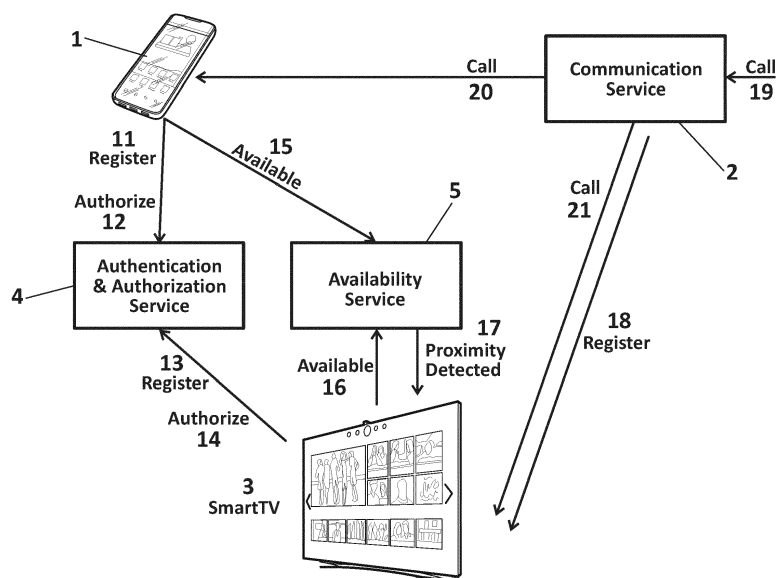 1
Call
20
Communication
Service
Call
19
2
11
Register
15
Available
Authorize
12
Call
21
5
Authentication
& Authorization
Service
4
Availability
Service
18
Register
17
Proximity
Detected
Available
16
13
Register
Authorize
14
3
SmartTV